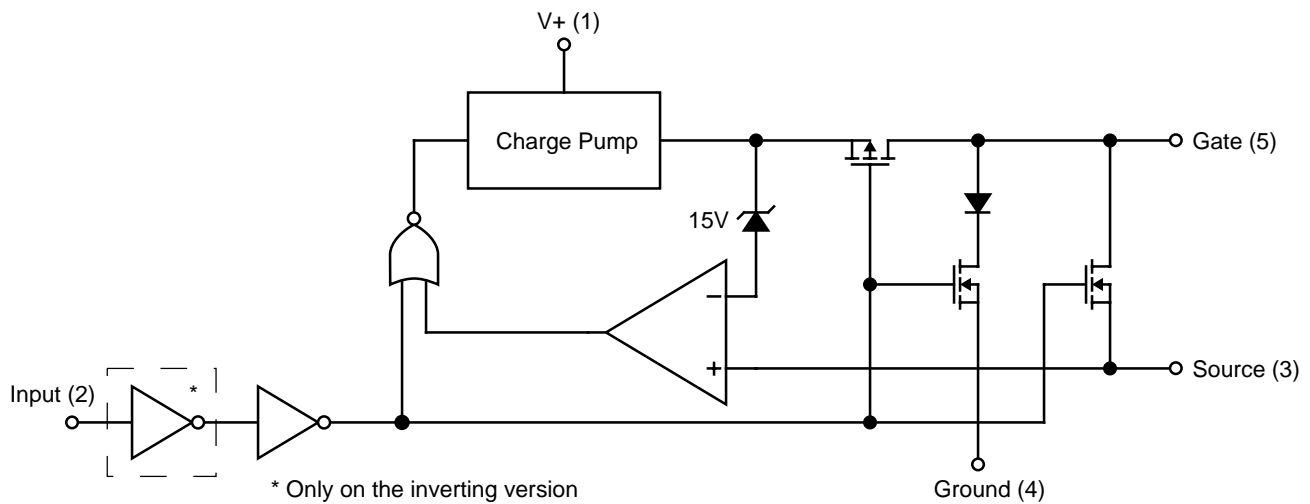 V+ (1)
Charge Pump
Gate (5)
15V
–
+
Source (3)
Input (2)
*
* Only on the inverting version
Ground (4)